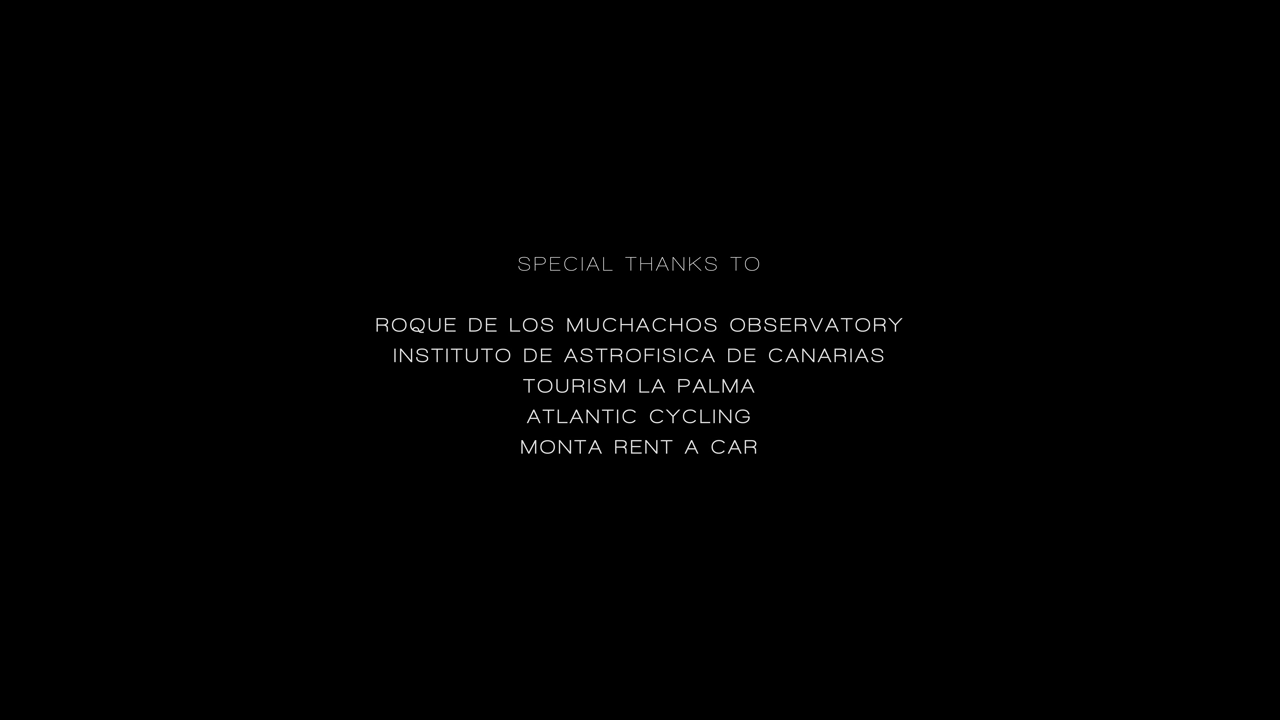 SPECIAL THANKS TO
ROQUE DE LOS MUCHACHOS OBSERVATORY
INSTITUTO DE ASTROFISICA DE CANARIAS
TOURISM LA PALMA
ATLANTIC CYCLING
MONTA RENT A CAR